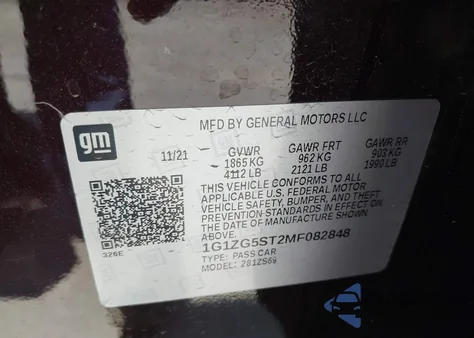 MFD BY GENERAL MOTORS LLC
gm
11/21 GVWR GAWR FRT GAWR RR
1865 KG 962 KG 903 KG
4112 LB 2121 LB 1990 LB
THIS VEHICLE CONFORMS TO ALL
APPLICABLE U.S. FEDERAL MOTOR
VEHICLE SAFETY, BUMPER, AND THEFT
PREVENTION STANDARDS IN EFFECT ON
THE DATE OF MANUFACTURE SHOWN
ABOVE.
1G1ZG5ST2MF082848
326E
TYPE: PASS CAR
MODEL: 281ZS69